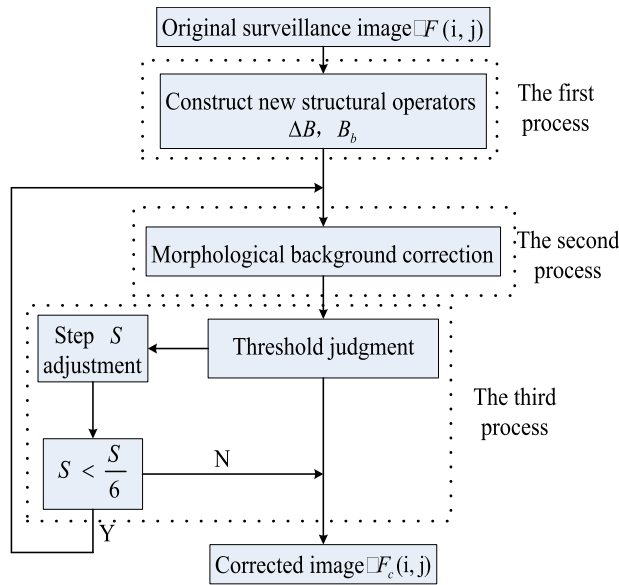 Original surveillance image□F(i, j)
Construct new structural operators
ΔB, B_b
The first
process
Morphological background correction
The second
process
Step S
adjustment
Threshold judgment
The third
process
S < S/6
N
Y
Corrected image□F_c(i,j)